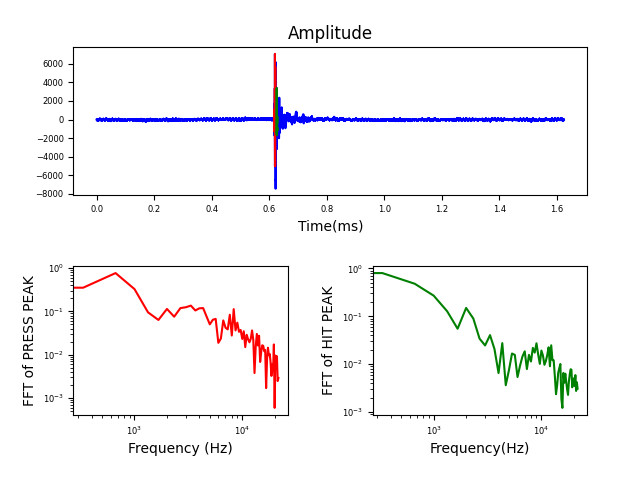 Amplitude
6000
4000
2000
0
−2000
−4000
−6000
−8000
0.0 0.2 0.4 0.6 0.8 1.0 1.2 1.4 1.6
Time(ms)
FFT of PRESS PEAK
10⁰
10⁻¹
10⁻²
10⁻³
10³ 10⁴
Frequency (Hz)
FFT of HIT PEAK
10⁰
10⁻¹
10⁻²
10⁻³
10³ 10⁴
Frequency(Hz)